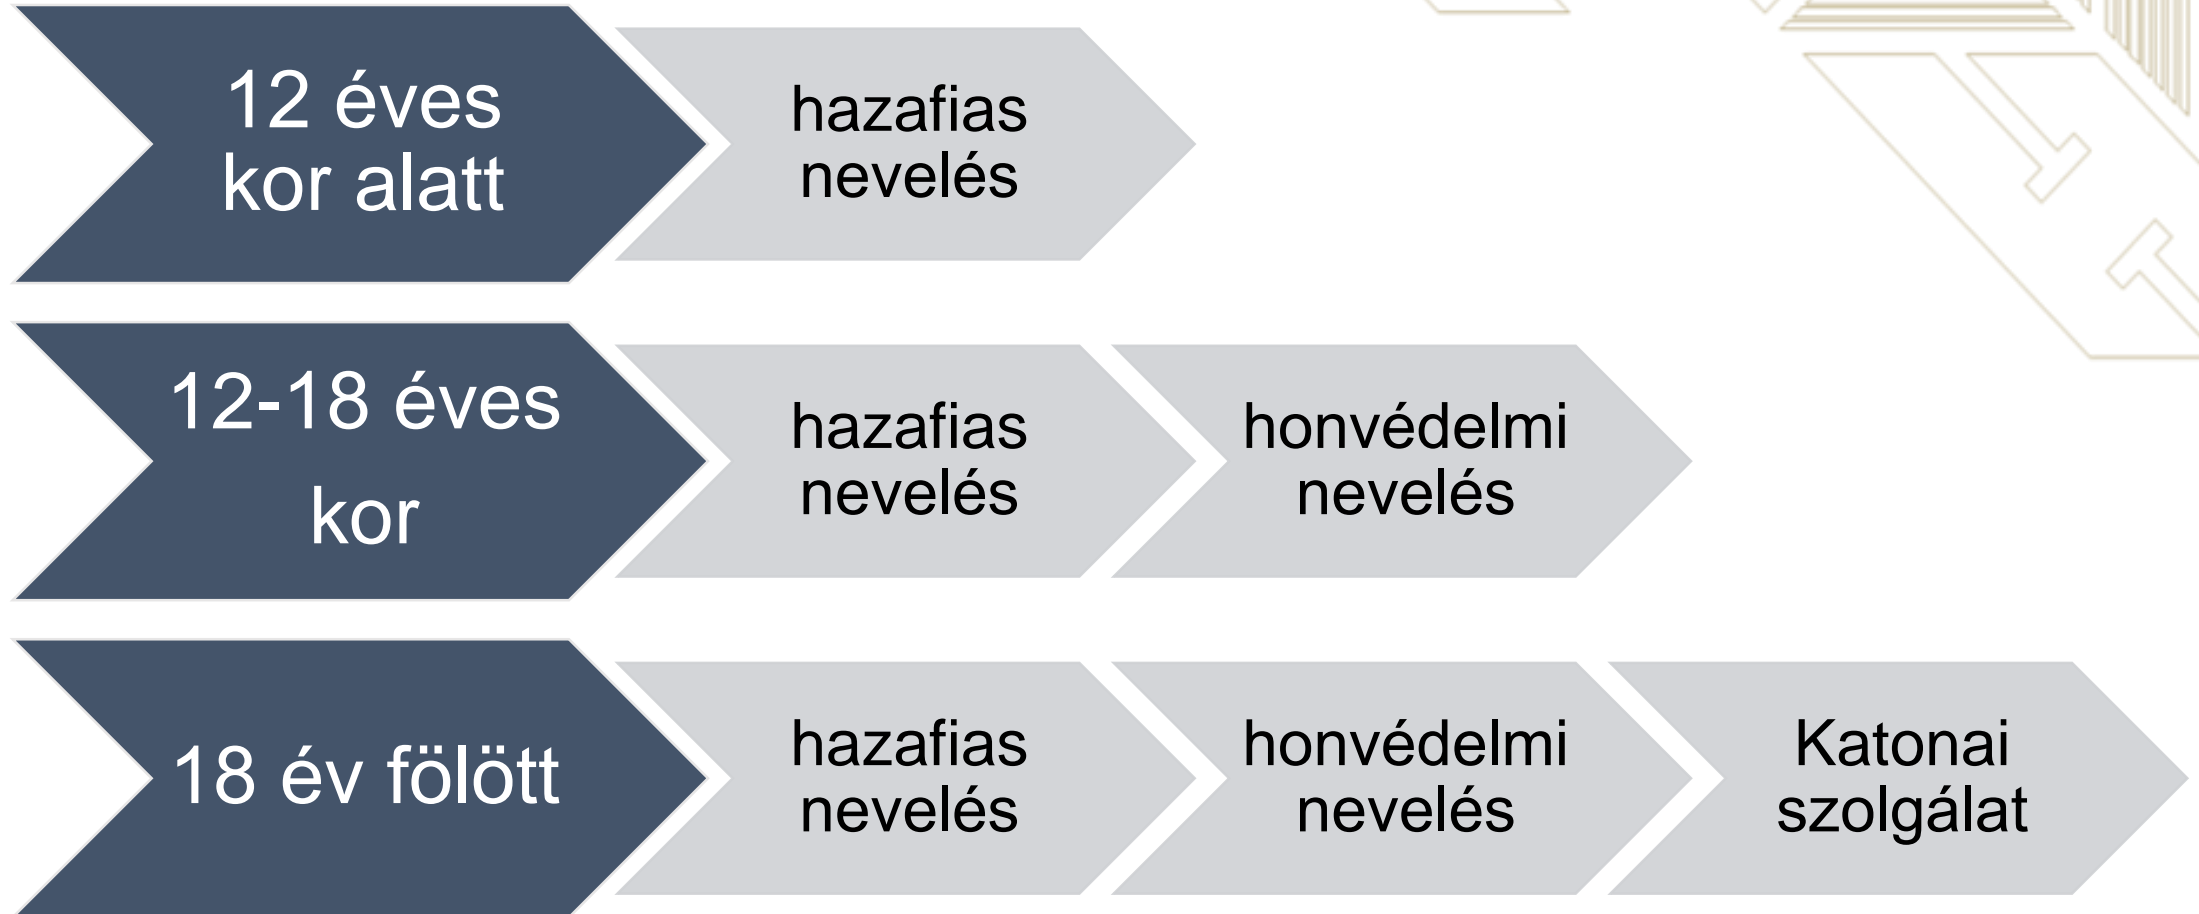 12 éves
kor alatt
hazafias
nevelés
12-18 éves
kor
hazafias
nevelés
honvédelmi
nevelés
18 év fölött
hazafias
nevelés
honvédelmi
nevelés
Katonai
szolgálat